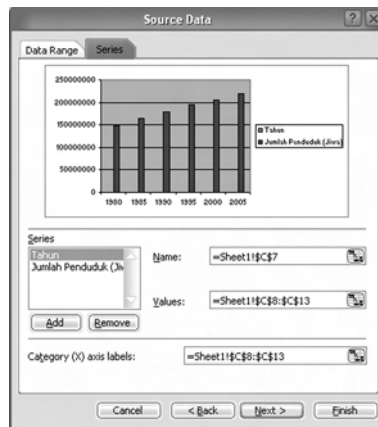 Source Data
Data Range Series
250000000
200000000
150000000
100000000
50000000
0
1980 1985 1990 1995 2000 2005
Tahun
Jumlah Penduduk (Jiwa)
Series
Tahun
Jumlah Penduduk (Jiw
Name: =Sheet1!$C$7
Values: =Sheet1!$C$8:$C$13
Add Remove
Category (X) axis labels: =Sheet1!$C$8:$C$13
Cancel < Back Next > Finish